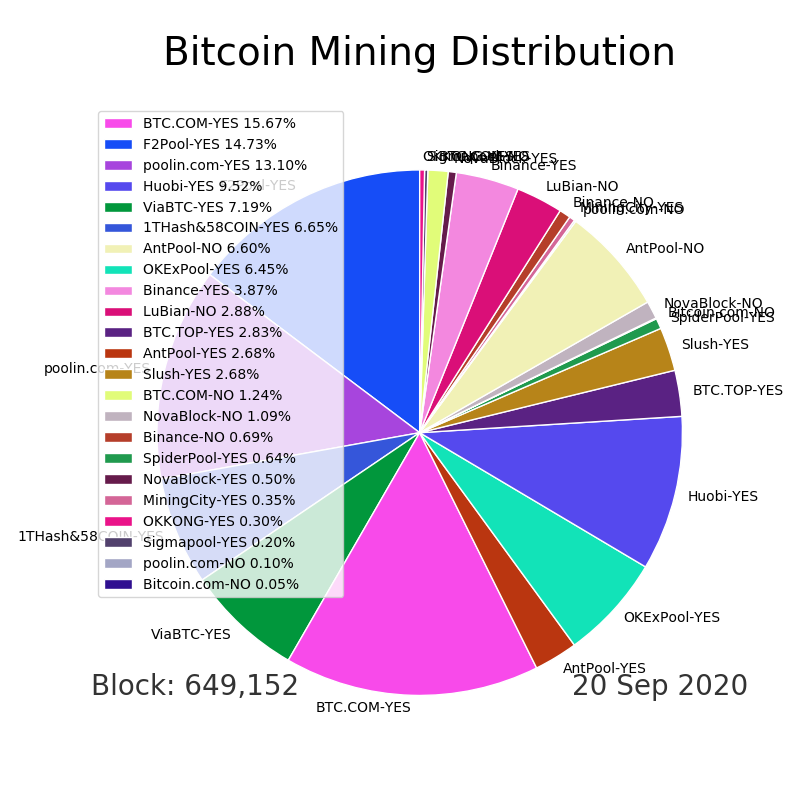 Bitcoin Mining Distribution
BTC.COM-YES 15.67%
F2Pool-YES 14.73%
poolin.com-YES 13.10%
Huobi-YES 9.52%
ViaBTC-YES 7.19%
1THash&58COIN-YES 6.65%
AntPool-NO 6.60%
OKExPool-YES 6.45%
Binance-YES 3.87%
LuBian-NO 2.88%
BTC.TOP-YES 2.83%
AntPool-YES 2.68%
Slush-YES 2.68%
BTC.COM-NO 1.24%
NovaBlock-NO 1.09%
Binance-NO 0.69%
SpiderPool-YES 0.64%
NovaBlock-YES 0.50%
MiningCity-YES 0.35%
OKKONG-YES 0.30%
Sigmapool-YES 0.20%
poolin.com-NO 0.10%
Bitcoin.com-NO 0.05%
Binance-YES
LuBian-NO
Binance-NO
MiningCity-YES
poolin.com-NO
AntPool-NO
NovaBlock-NO
Bitcoin.com-NO
SpiderPool-YES
Slush-YES
BTC.TOP-YES
Huobi-YES
OKExPool-YES
AntPool-YES
BTC.COM-YES
ViaBTC-YES
1THash&58COIN-YES
poolin.com-YES
Block: 649,152
20 Sep 2020